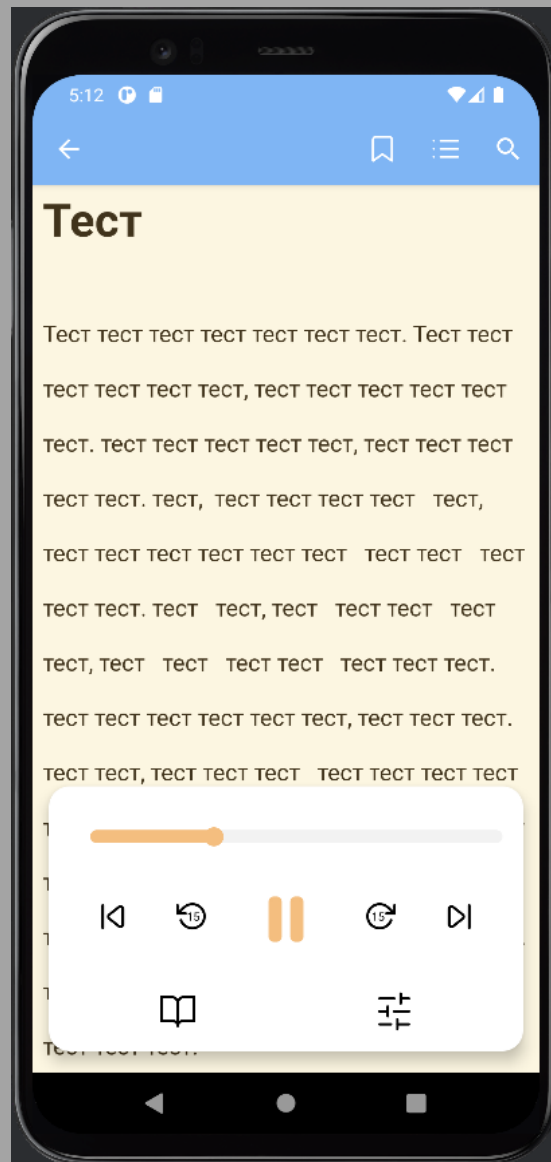 5:12
Тест
Тест тест тест тест тест тест тест. Тест тест
тест тест тест тест, тест тест тест тест тест
тест. тест тест тест тест тест, тест тест тест
тест тест. тест, тест тест тест тест тест,
тест тест тест тест тест тест тест тест тест
тест тест. тест тест, тест тест тест тест
тест, тест тест тест тест тест тест тест.
тест тест тест тест тест тест, тест тест тест.
тест тест, тест тест тест тест тест тест тест
15
15
тест тест тест.